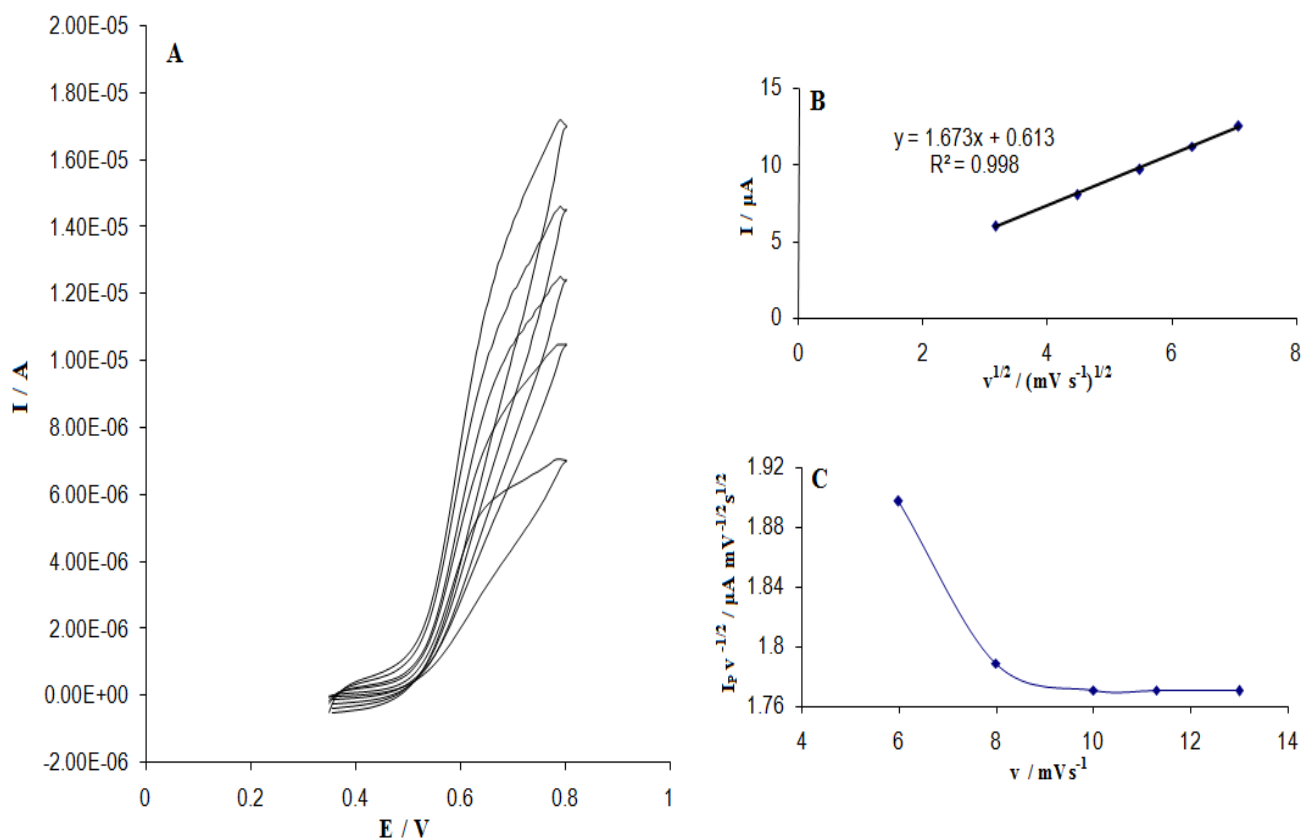 A
2.00E-05
1.80E-05
1.60E-05
1.40E-05
1.20E-05
1.00E-05
8.00E-06
6.00E-06
4.00E-06
2.00E-06
0.00E+00
-2.00E-06
I / A
0 0.2 0.4 0.6 0.8 1
E / V
B
y = 1.673x + 0.613
R² = 0.998
15
10
5
0
I / µA
0 2 4 6 8
v^1/2 / (mV s^-1)^1/2
C
1.92
1.88
1.84
1.8
1.76
I_P v^-1/2 / µA mV^-1/2 s^1/2
4 6 8 10 12 14
v / mVs^-1